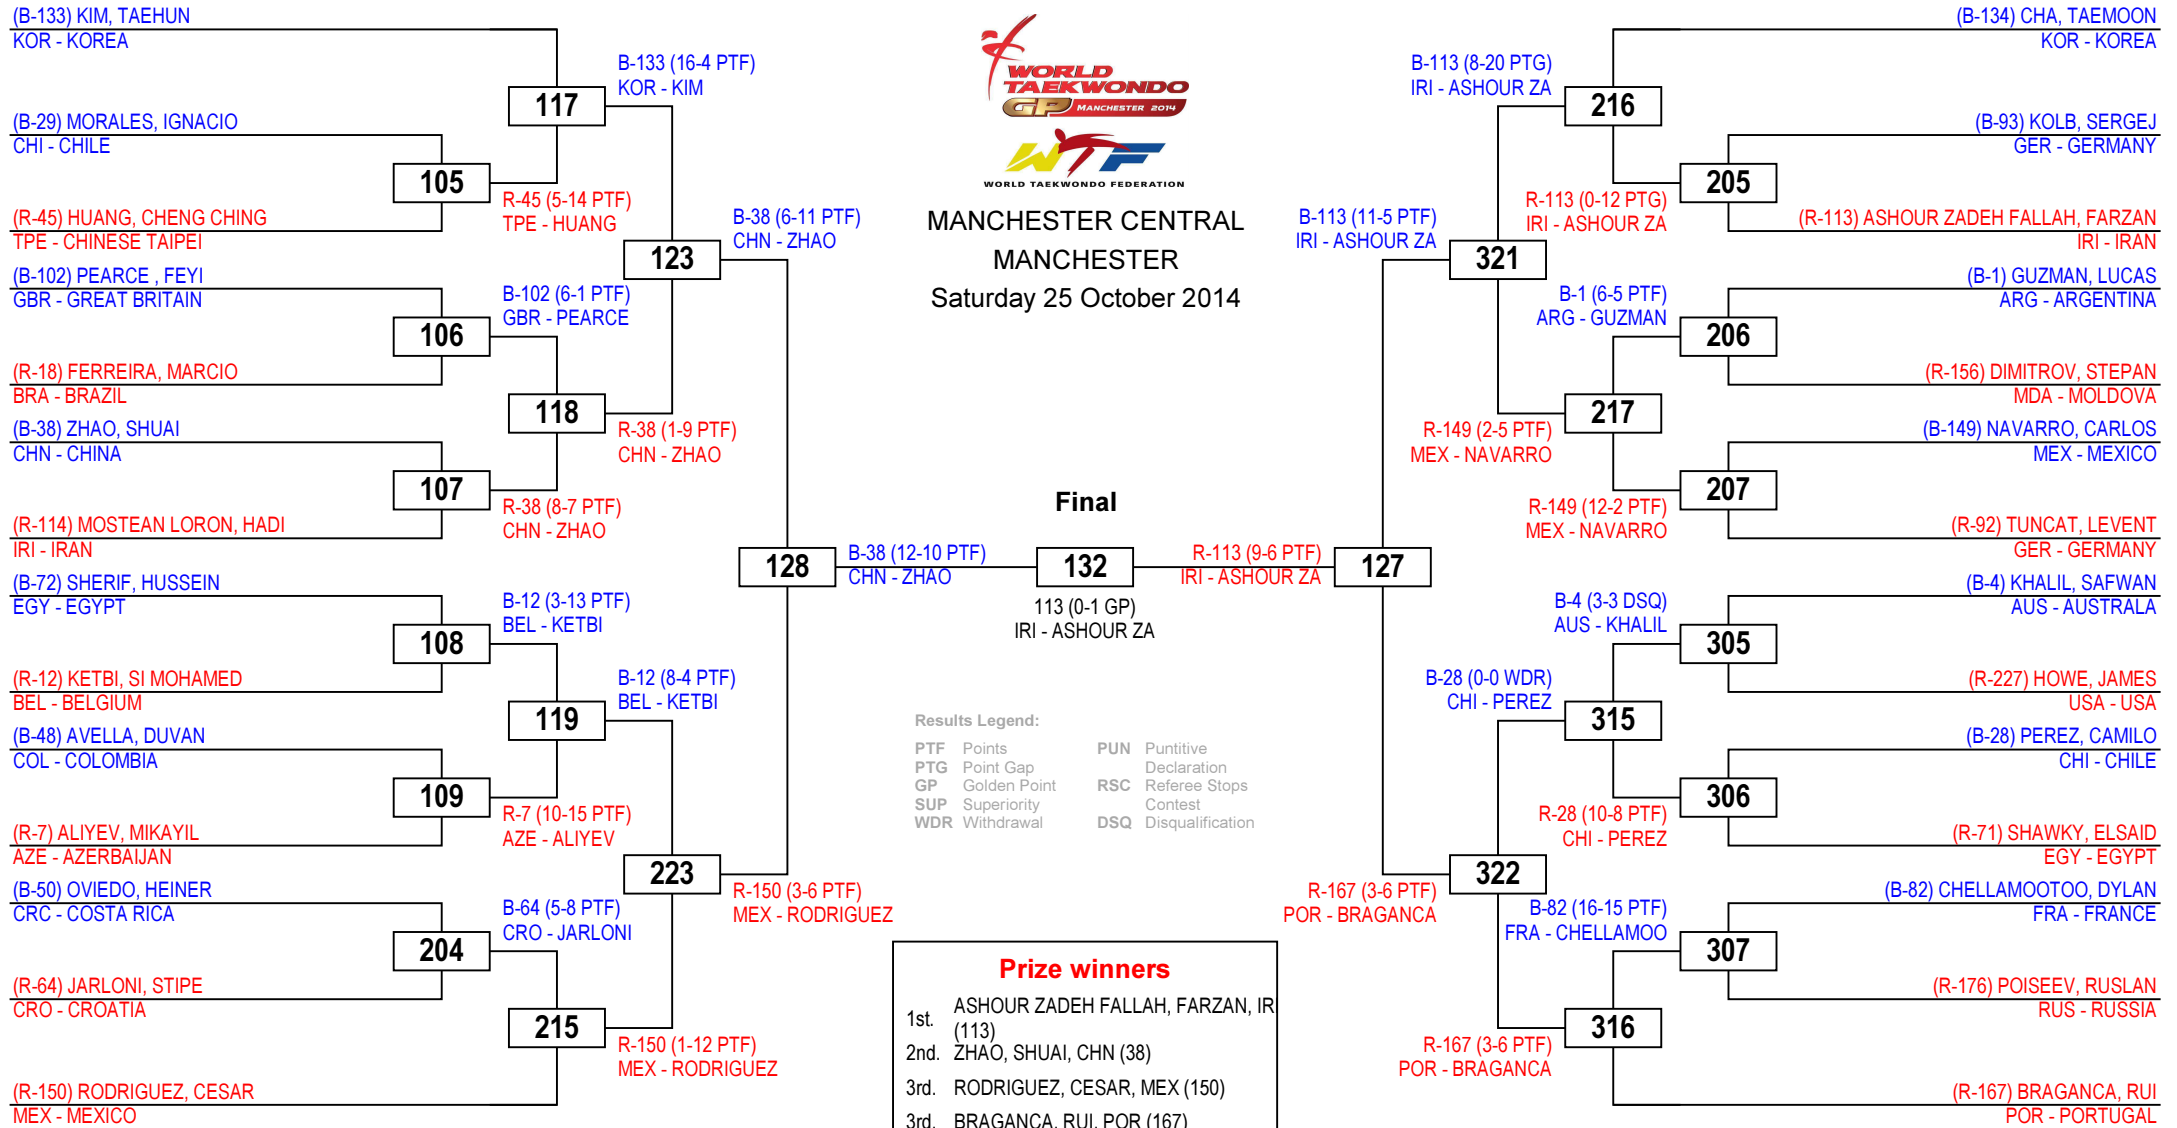 (B-133) KIM, TAEHUN
KOR - KOREA
(B-29) MORALES, IGNACIO
CHI - CHILE
(R-45) HUANG, CHENG CHING
TPE - CHINESE TAIPEI
(B-102) PEARCE , FEYI
GBR - GREAT BRITAIN
(R-18) FERREIRA, MARCIO
BRA - BRAZIL
(B-38) ZHAO, SHUAI
CHN - CHINA
(R-114) MOSTEAN LORON, HADI
IRI - IRAN
(B-72) SHERIF, HUSSEIN
EGY - EGYPT
(R-12) KETBI, SI MOHAMED
BEL - BELGIUM
(B-48) AVELLA, DUVAN
COL - COLOMBIA
(R-7) ALIYEV, MIKAYIL
AZE - AZERBAIJAN
(B-50) OVIEDO, HEINER
CRC - COSTA RICA
(R-64) JARLONI, STIPE
CRO - CROATIA
(R-150) RODRIGUEZ, CESAR
MEX - MEXICO
105
106
107
108
109
204
R-45 (5-14 PTF)
TPE - HUANG
B-102 (6-1 PTF)
GBR - PEARCE
R-38 (8-7 PTF)
CHN - ZHAO
B-12 (3-13 PTF)
BEL - KETBI
R-7 (10-15 PTF)
AZE - ALIYEV
B-64 (5-8 PTF)
CRO - JARLONI
117
118
119
215
B-133 (16-4 PTF)
KOR - KIM
R-38 (1-9 PTF)
CHN - ZHAO
B-12 (8-4 PTF)
BEL - KETBI
R-150 (1-12 PTF)
MEX - RODRIGUEZ
123
223
B-38 (6-11 PTF)
CHN - ZHAO
R-150 (3-6 PTF)
MEX - RODRIGUEZ
128
B-38 (12-10 PTF)
CHN - ZHAO
WORLD
TAEKWONDO
GP MANCHESTER 2014
WTF
WORLD TAEKWONDO FEDERATION
MANCHESTER CENTRAL
MANCHESTER
Saturday 25 October 2014
Final
132
113 (0-1 GP)
IRI - ASHOUR ZA
Results Legend:
PTF Points
PTG Point Gap
GP Golden Point
SUP Superiority
WDR Withdrawal
PUN Puntitive
Declaration
RSC Referee Stops
Contest
DSQ Disqualification
Prize winners
1st. ASHOUR ZADEH FALLAH, FARZAN, IR
(113)
2nd. ZHAO, SHUAI, CHN (38)
3rd. RODRIGUEZ, CESAR, MEX (150)
3rd. BRAGANCA, RUI, POR (167)
R-113 (9-6 PTF)
IRI - ASHOUR ZA
127
B-113 (11-5 PTF)
IRI - ASHOUR ZA
R-167 (3-6 PTF)
POR - BRAGANCA
321
322
B-113 (8-20 PTG)
IRI - ASHOUR ZA
R-149 (2-5 PTF)
MEX - NAVARRO
B-28 (0-0 WDR)
CHI - PEREZ
R-167 (3-6 PTF)
POR - BRAGANCA
216
217
315
316
R-113 (0-12 PTG)
IRI - ASHOUR ZA
B-1 (6-5 PTF)
ARG - GUZMAN
R-149 (12-2 PTF)
MEX - NAVARRO
B-4 (3-3 DSQ)
AUS - KHALIL
R-28 (10-8 PTF)
CHI - PEREZ
B-82 (16-15 PTF)
FRA - CHELLAMOO
205
206
207
305
306
307
(B-134) CHA, TAEMOON
KOR - KOREA
(B-93) KOLB, SERGEJ
GER - GERMANY
(R-113) ASHOUR ZADEH FALLAH, FARZAN
IRI - IRAN
(B-1) GUZMAN, LUCAS
ARG - ARGENTINA
(R-156) DIMITROV, STEPAN
MDA - MOLDOVA
(B-149) NAVARRO, CARLOS
MEX - MEXICO
(R-92) TUNCAT, LEVENT
GER - GERMANY
(B-4) KHALIL, SAFWAN
AUS - AUSTRALA
(R-227) HOWE, JAMES
USA - USA
(B-28) PEREZ, CAMILO
CHI - CHILE
(R-71) SHAWKY, ELSAID
EGY - EGYPT
(B-82) CHELLAMOOTOO, DYLAN
FRA - FRANCE
(R-176) POISEEV, RUSLAN
RUS - RUSSIA
(R-167) BRAGANCA, RUI
POR - PORTUGAL